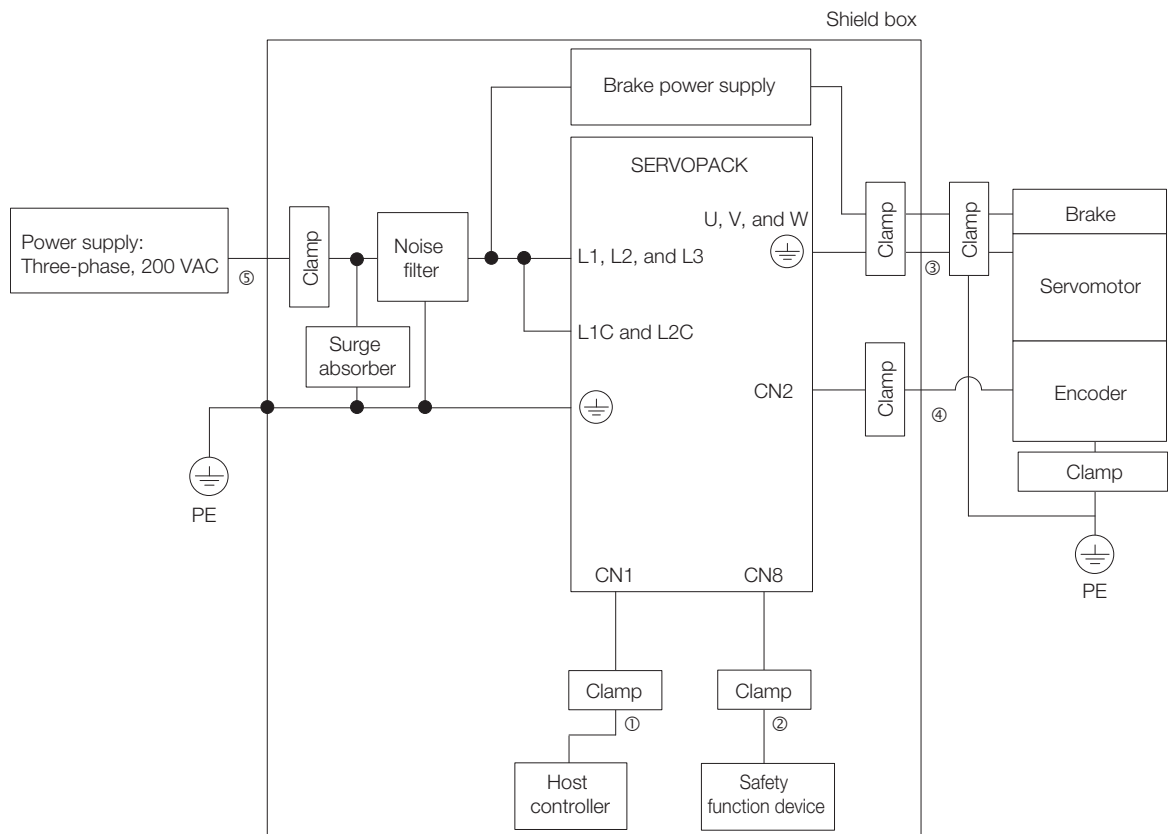 Shield box
Brake power supply
SERVOPACK
U, V, and W
Power supply:
Three-phase, 200 VAC
⑤
Clamp
Noise
filter
L1, L2, and L3
L1C and L2C
Surge
absorber
PE
Clamp
③
Clamp
Brake
Servomotor
CN2
Clamp
④
Encoder
Clamp
PE
CN1
CN8
Clamp
①
Clamp
②
Host
controller
Safety
function device